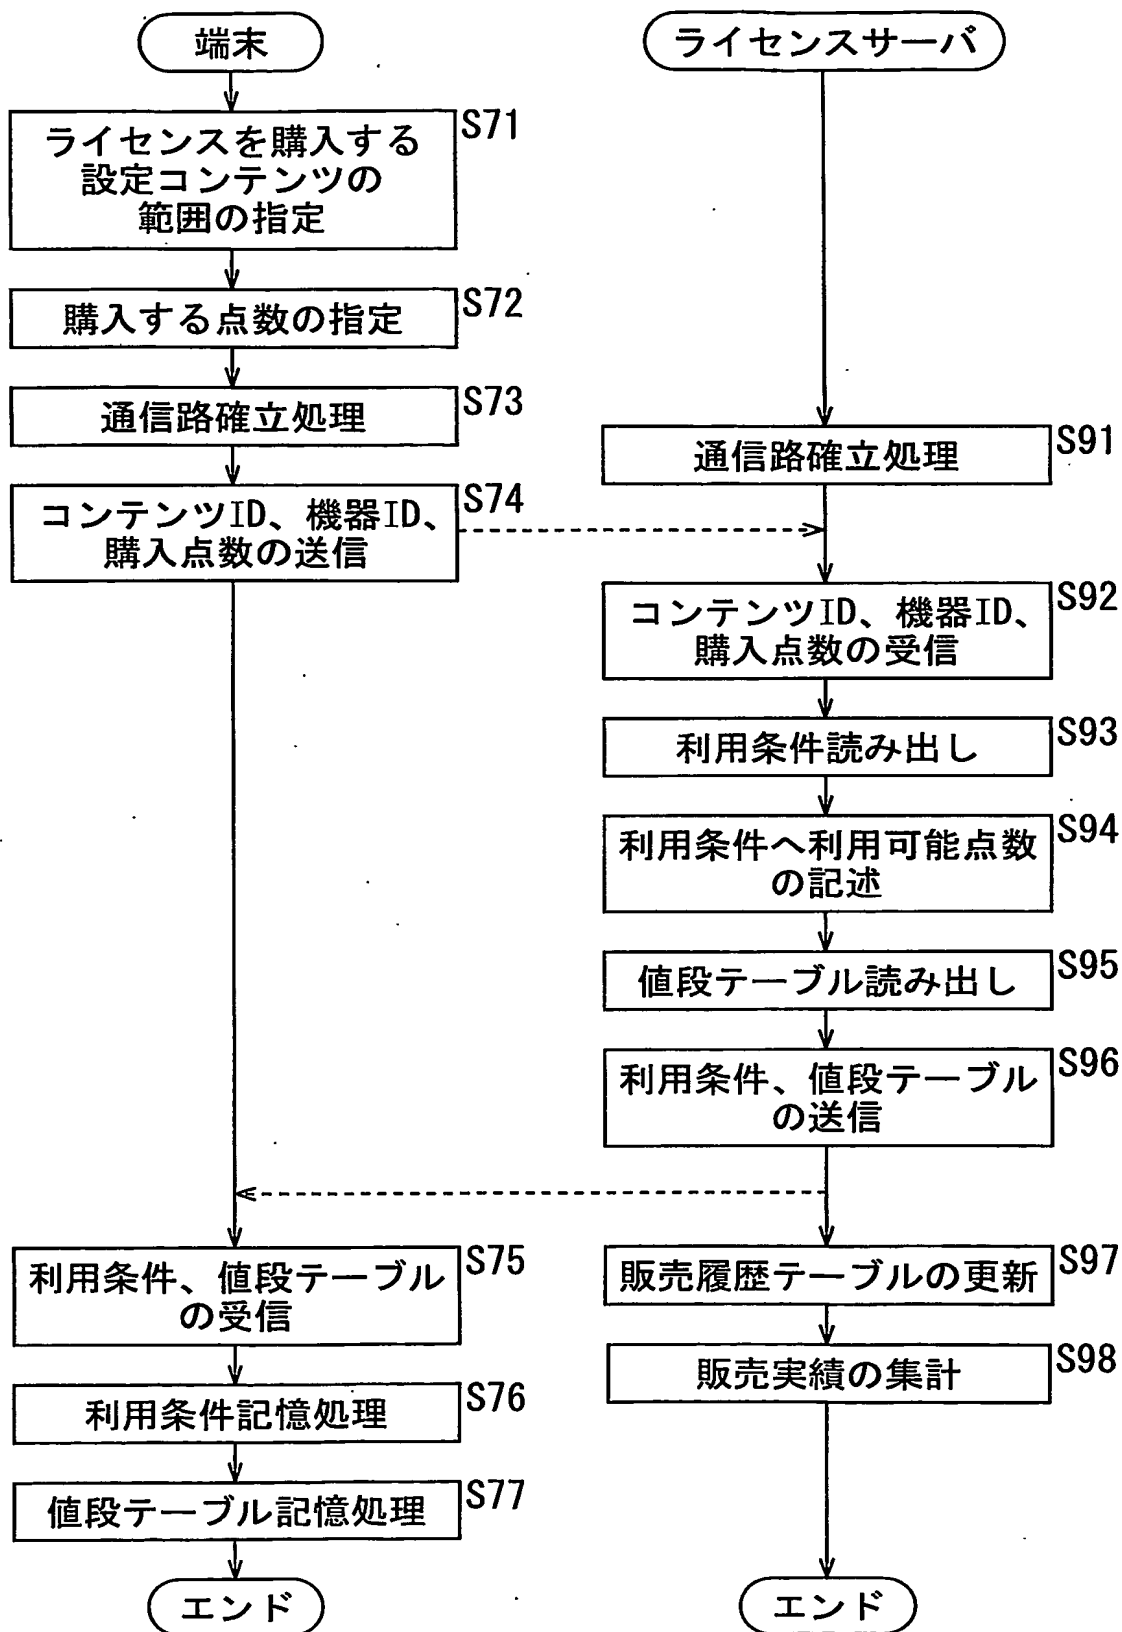 端末
S71
ライセンスを購入する
設定コンテンツの
範囲の指定
S72
購入する点数の指定
S73
通信路確立処理
S74
コンテンツID、機器ID、
購入点数の送信
S75
利用条件、値段テーブル
の受信
S76
利用条件記憶処理
S77
値段テーブル記憶処理
エンド
ライセンスサーバ
S91
通信路確立処理
S92
コンテンツID、機器ID、
購入点数の受信
S93
利用条件読み出し
S94
利用条件へ利用可能点数
の記述
S95
値段テーブル読み出し
S96
利用条件、値段テーブル
の送信
S97
販売履歴テーブルの更新
S98
販売実績の集計
エンド